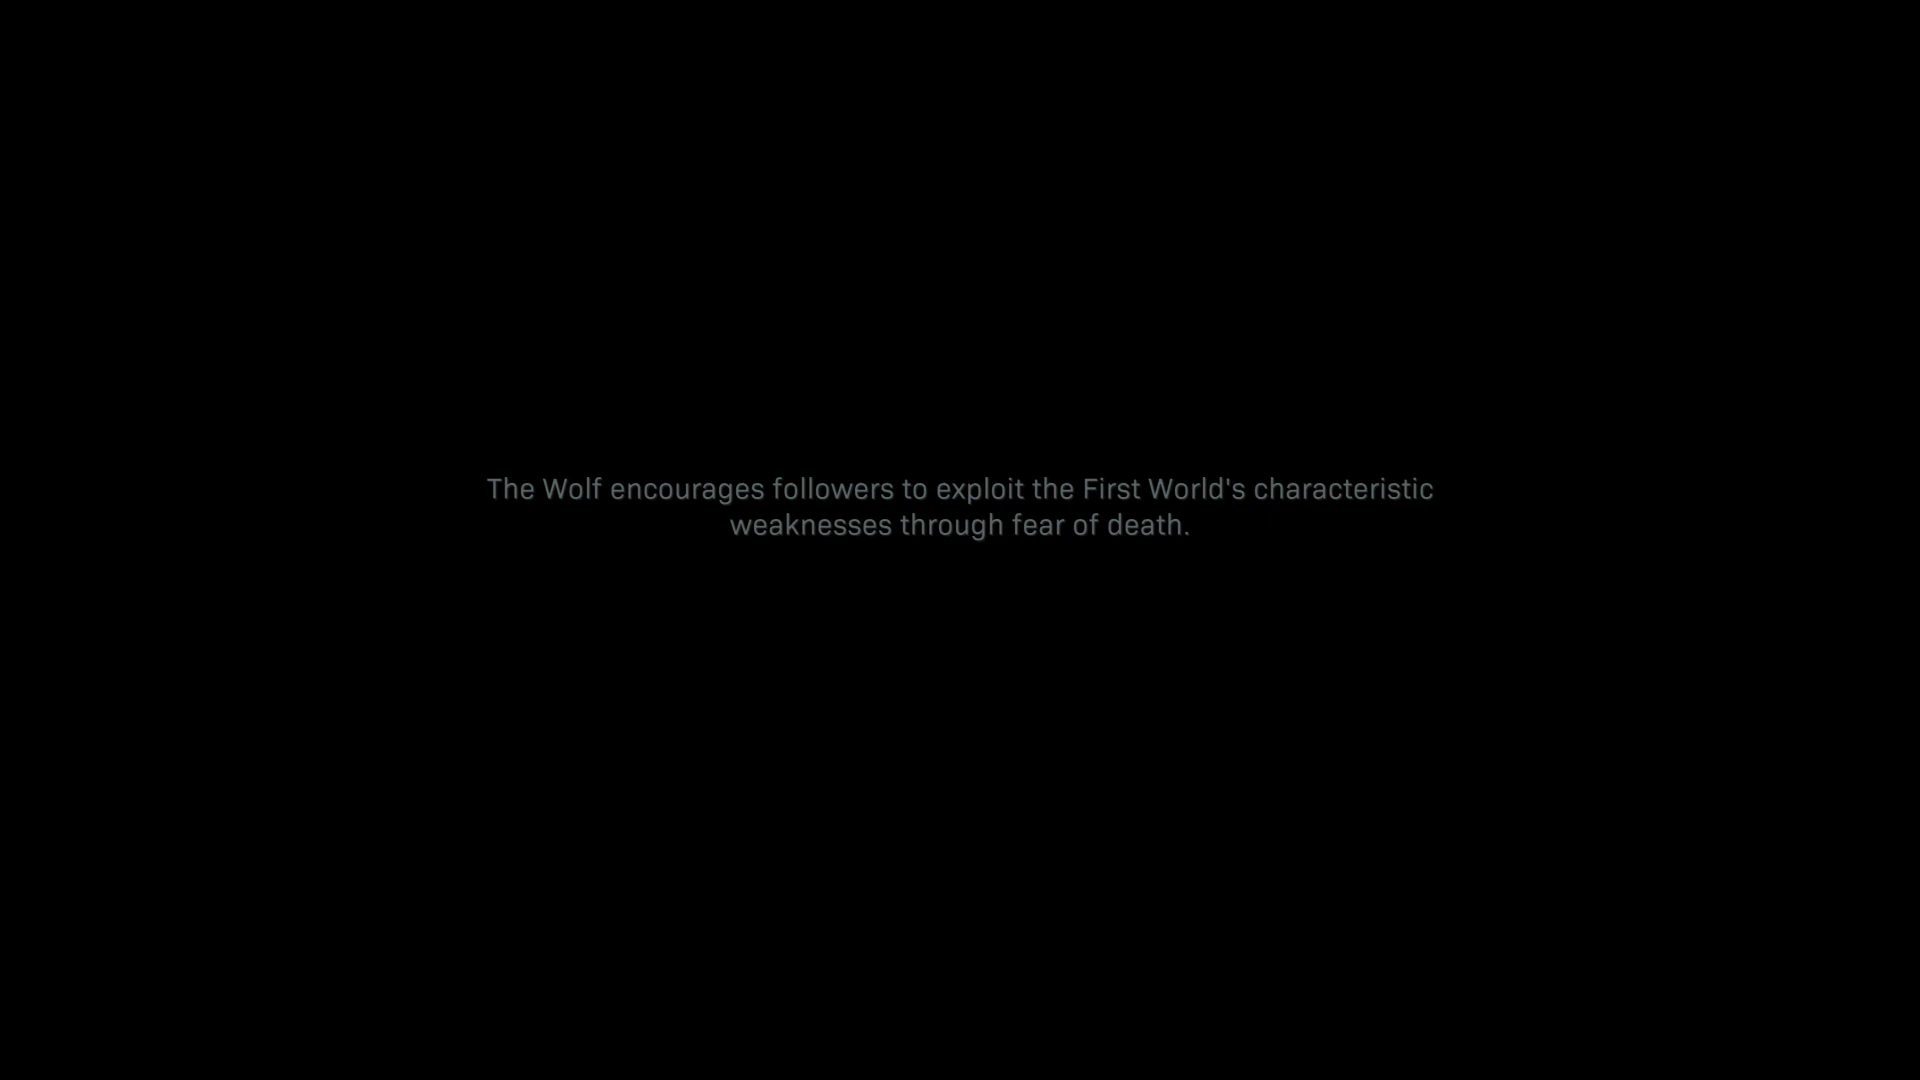 The Wolf encourages followers to exploit the First World's characteristic
weaknesses through fear of death.